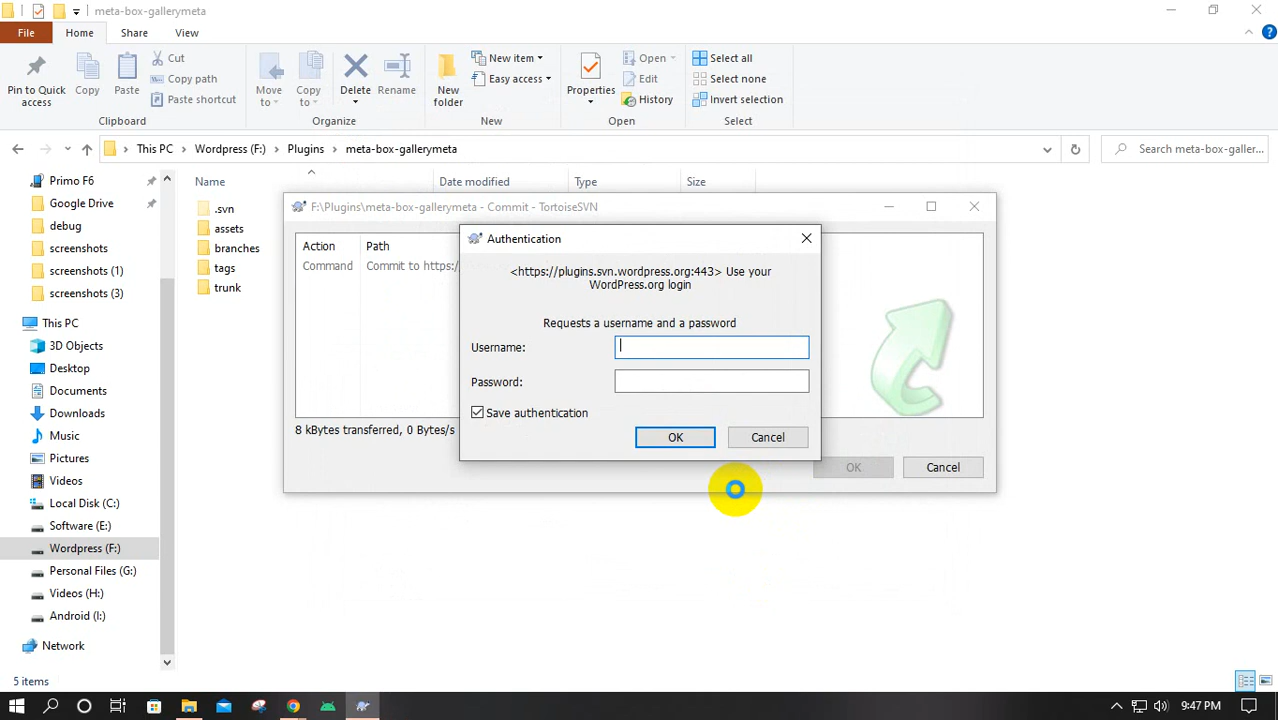 meta-box-gallerymeta
File
Home
Share
View
Pin to Quick access
Copy
Paste
Cut
Copy path
Paste shortcut
Clipboard
Move to
Copy to
Delete
Rename
Organize
New folder
New item
Easy access
New
Properties
Open
Edit
History
Open
Select all
Select none
Invert selection
Select
This PC
Wordpress (F:)
Plugins
meta-box-gallerymeta
Search meta-box-galler...
Primo F6
Google Drive
debug
screenshots
screenshots (1)
screenshots (3)
This PC
3D Objects
Desktop
Documents
Downloads
Music
Pictures
Videos
Local Disk (C:)
Software (E:)
Wordpress (F:)
Personal Files (G:)
Videos (H:)
Android (I:)
Network
Name
Date modified
Type
Size
.svn
assets
branches
tags
trunk
F:\Plugins\meta-box-gallerymeta - Commit - TortoiseSVN
Action
Path
Command
Commit to https:/
8 kBytes transferred, 0 Bytes/s
OK
Cancel
Authentication
<https://plugins.svn.wordpress.org:443> Use your
WordPress.org login
Requests a username and a password
Username:
Password:
Save authentication
OK
Cancel
5 items
9:47 PM